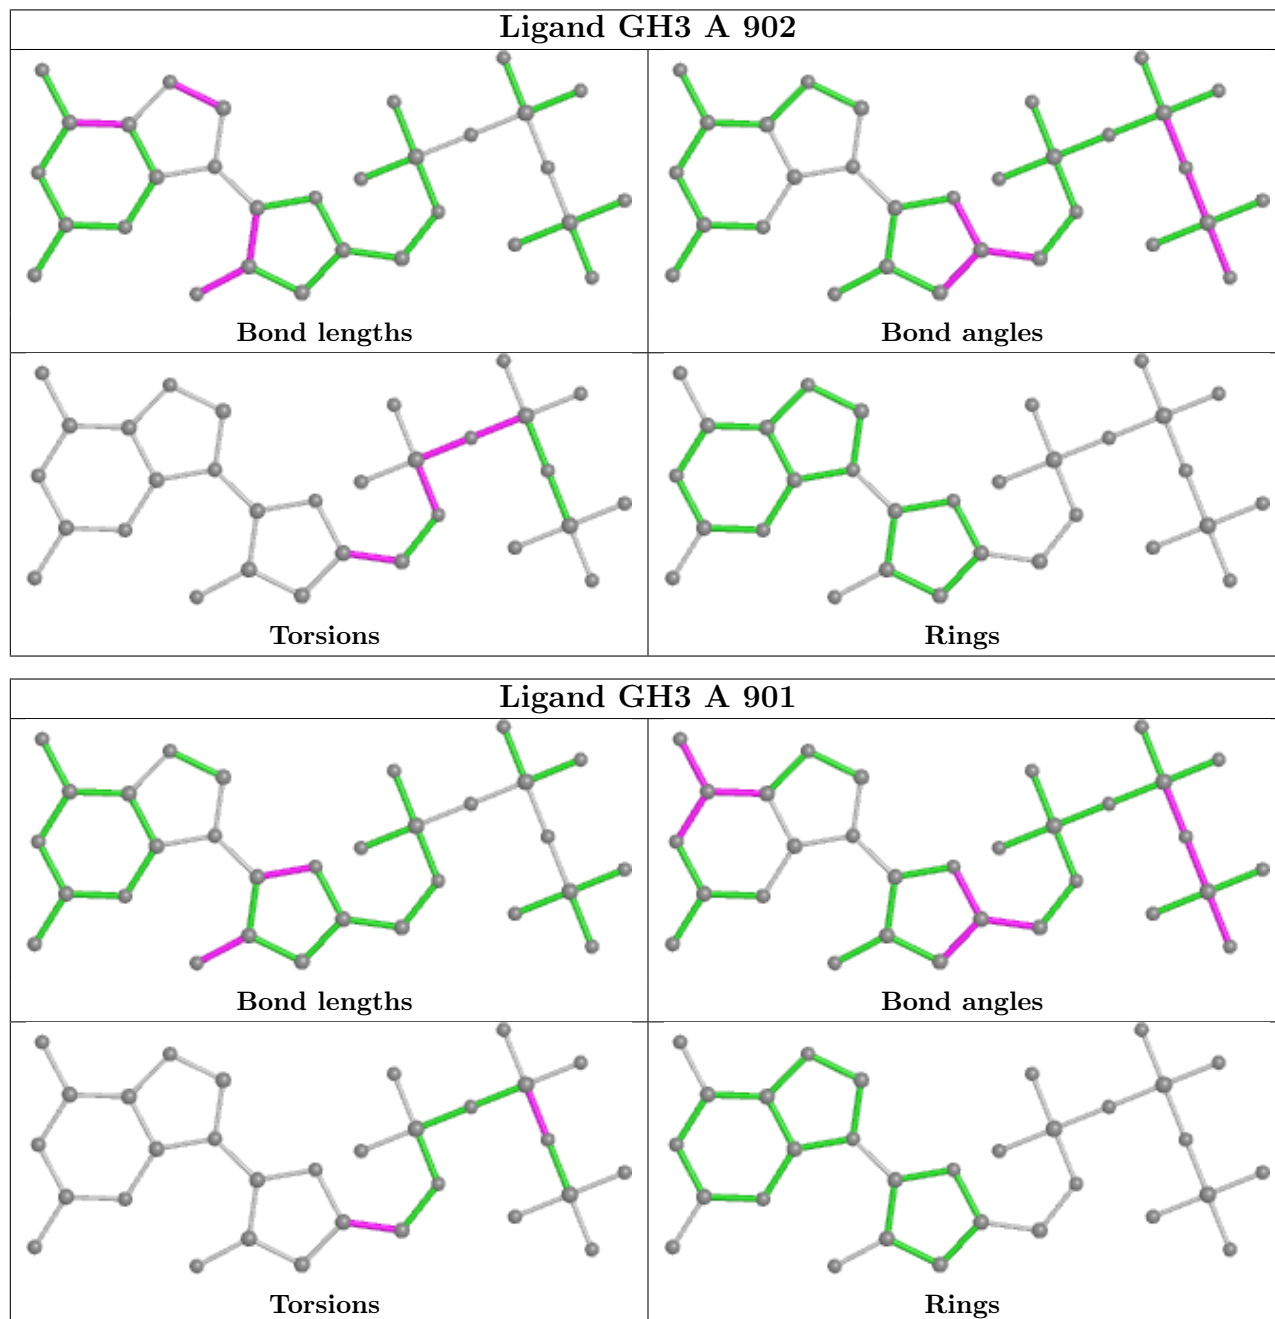 Ligand GH3 A 902
Bond lengths
Bond angles
Torsions
Rings
Ligand GH3 A 901
Bond lengths
Bond angles
Torsions
Rings